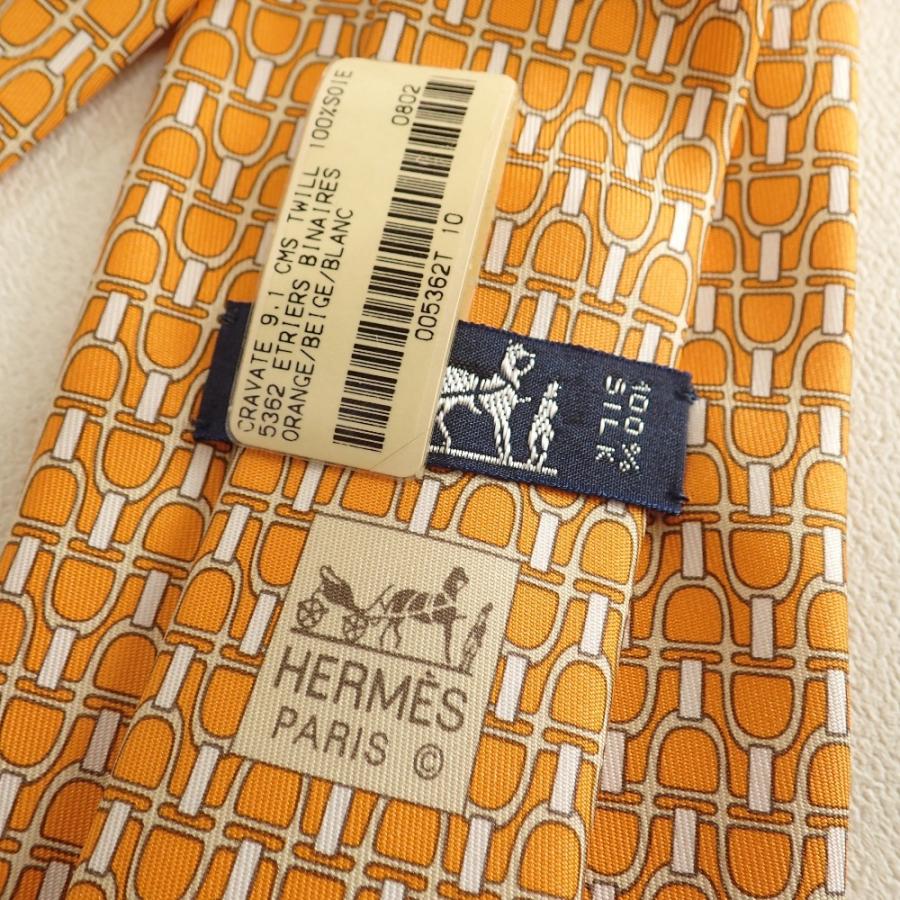 CRAVATE 9.1 CMS TWILL 100%SOIE
5362 ETRIERS BINAIRES
ORANGE/BEIGE/BLANC
0802
005362T 10
100%
SILK
HERMÈS
PARIS ©